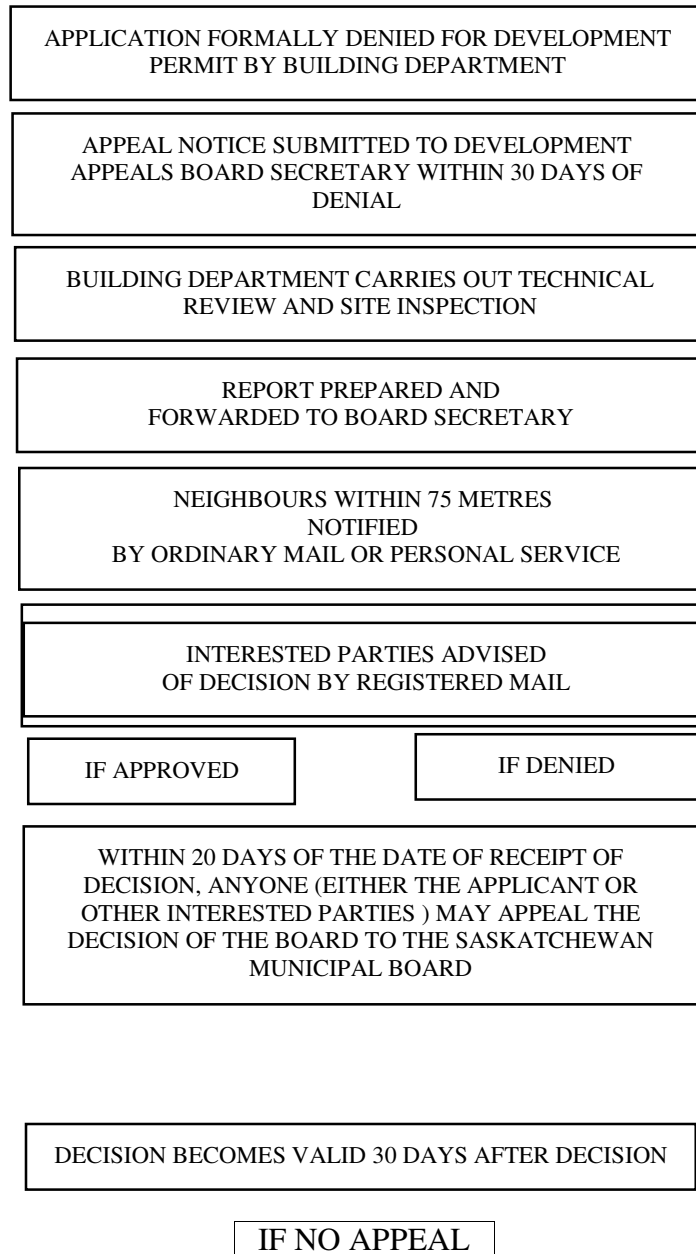 APPLICATION FORMALLY DENIED FOR DEVELOPMENT
PERMIT BY BUILDING DEPARTMENT
APPEAL NOTICE SUBMITTED TO DEVELOPMENT
APPEALS BOARD SECRETARY WITHIN 30 DAYS OF
DENIAL
BUILDING DEPARTMENT CARRIES OUT TECHNICAL
REVIEW AND SITE INSPECTION
REPORT PREPARED AND
FORWARDED TO BOARD SECRETARY
NEIGHBOURS WITHIN 75 METRES
NOTIFIED
BY ORDINARY MAIL OR PERSONAL SERVICE
INTERESTED PARTIES ADVISED
OF DECISION BY REGISTERED MAIL
IF APPROVED
IF DENIED
WITHIN 20 DAYS OF THE DATE OF RECEIPT OF
DECISION, ANYONE (EITHER THE APPLICANT OR
OTHER INTERESTED PARTIES ) MAY APPEAL THE
DECISION OF THE BOARD TO THE SASKATCHEWAN
MUNICIPAL BOARD
DECISION BECOMES VALID 30 DAYS AFTER DECISION
IF NO APPEAL